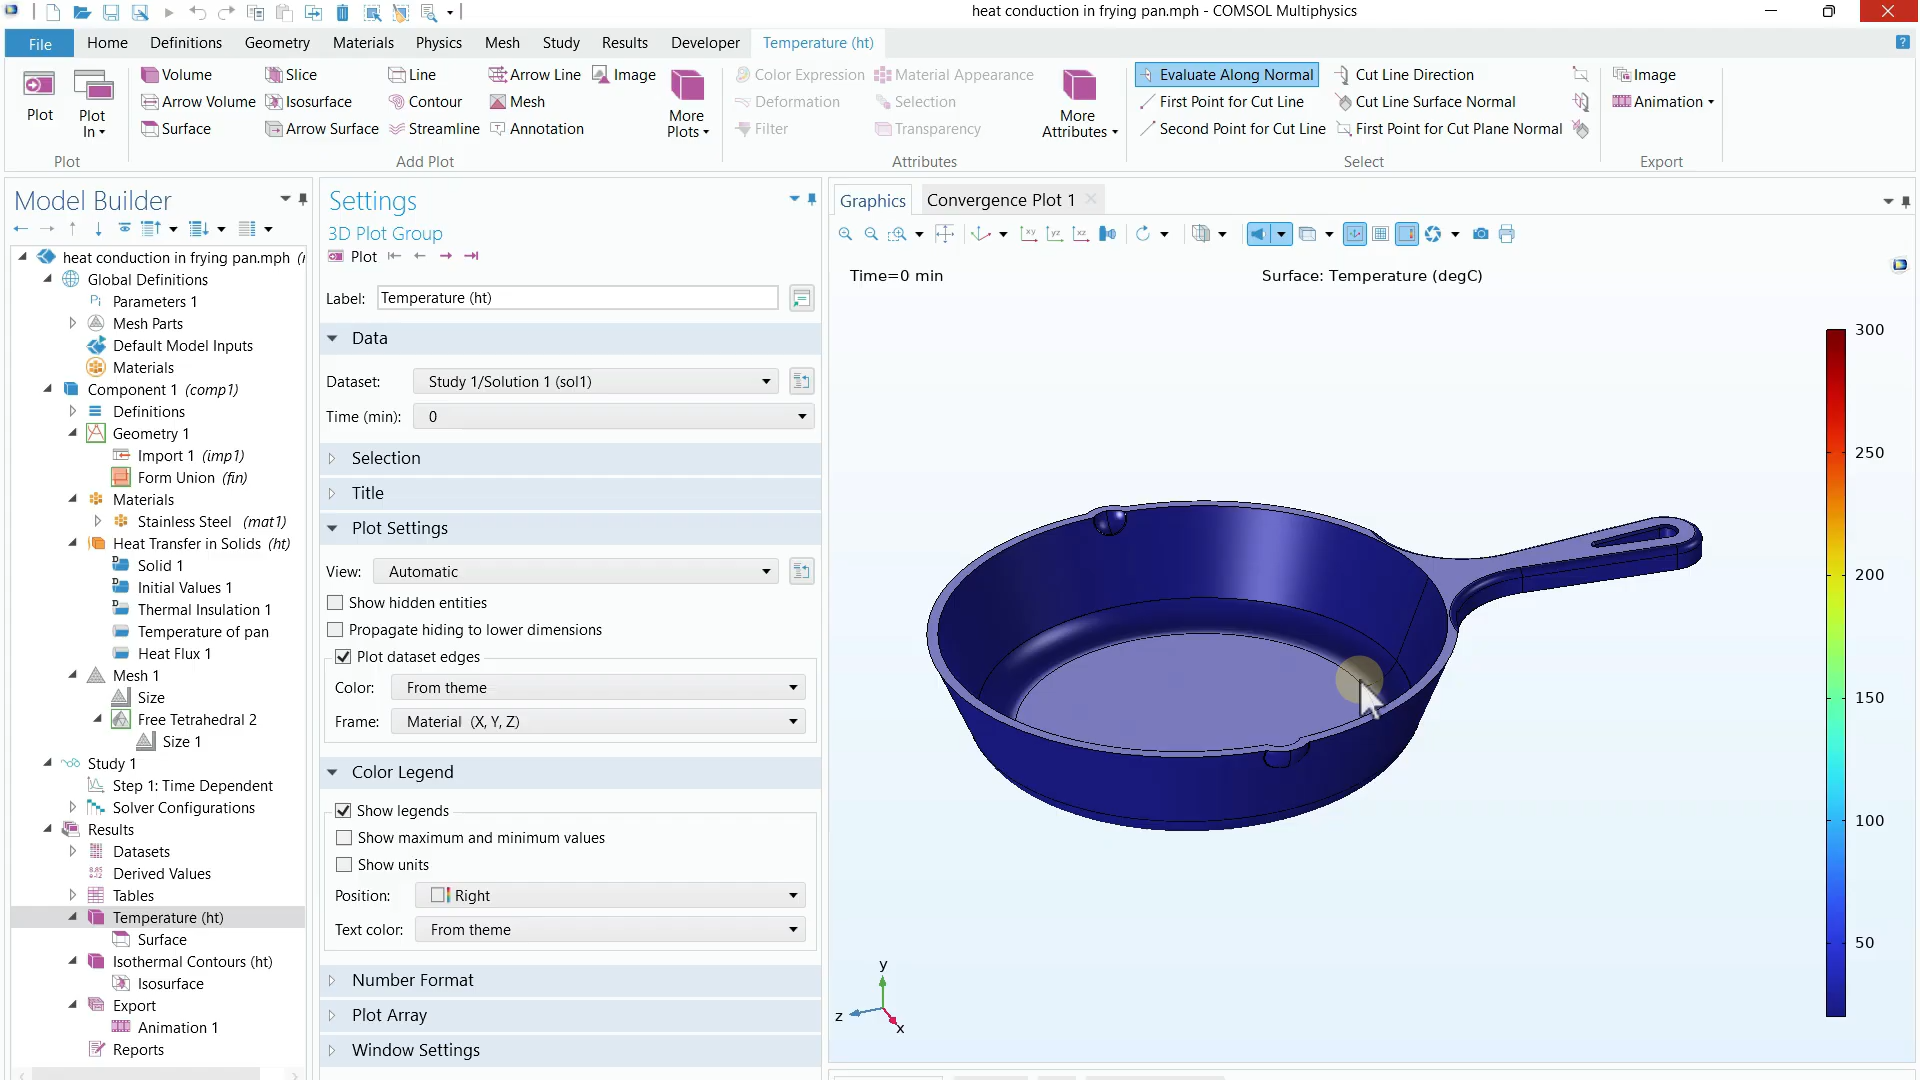 heat conduction in frying pan.mph - COMSOL Multiphysics
File Home Definitions Geometry Materials Physics Mesh Study Results Developer Temperature (ht)
Plot
Plot In
Plot
Volume
Arrow Volume
Surface
Slice
Isosurface
Arrow Surface
Line
Contour
Streamline
Arrow Line
Mesh
Annotation
Image
More Plots
Add Plot
Color Expression
Deformation
Filter
Material Appearance
Selection
Transparency
More Attributes
Attributes
Evaluate Along Normal
First Point for Cut Line
Second Point for Cut Line
Cut Line Direction
Cut Line Surface Normal
First Point for Cut Plane Normal
Select
Image
Animation
Export
Model Builder
heat conduction in frying pan.mph
Global Definitions
Parameters 1
Mesh Parts
Default Model Inputs
Materials
Component 1 (comp1)
Definitions
Geometry 1
Import 1 (imp1)
Form Union (fin)
Materials
Stainless Steel (mat1)
Heat Transfer in Solids (ht)
Solid 1
Initial Values 1
Thermal Insulation 1
Temperature of pan
Heat Flux 1
Mesh 1
Size
Free Tetrahedral 2
Size 1
Study 1
Step 1: Time Dependent
Solver Configurations
Results
Datasets
Derived Values
Tables
Temperature (ht)
Surface
Isothermal Contours (ht)
Isosurface
Export
Animation 1
Reports
Settings
3D Plot Group
Plot
Label: Temperature (ht)
Data
Dataset: Study 1/Solution 1 (sol1)
Time (min): 0
Selection
Title
Plot Settings
View: Automatic
Show hidden entities
Propagate hiding to lower dimensions
Plot dataset edges
Color: From theme
Frame: Material (X, Y, Z)
Color Legend
Show legends
Show maximum and minimum values
Show units
Position: Right
Text color: From theme
Number Format
Plot Array
Window Settings
Graphics Convergence Plot 1
Time=0 min Surface: Temperature (degC)
300
250
200
150
100
50
y
z
x